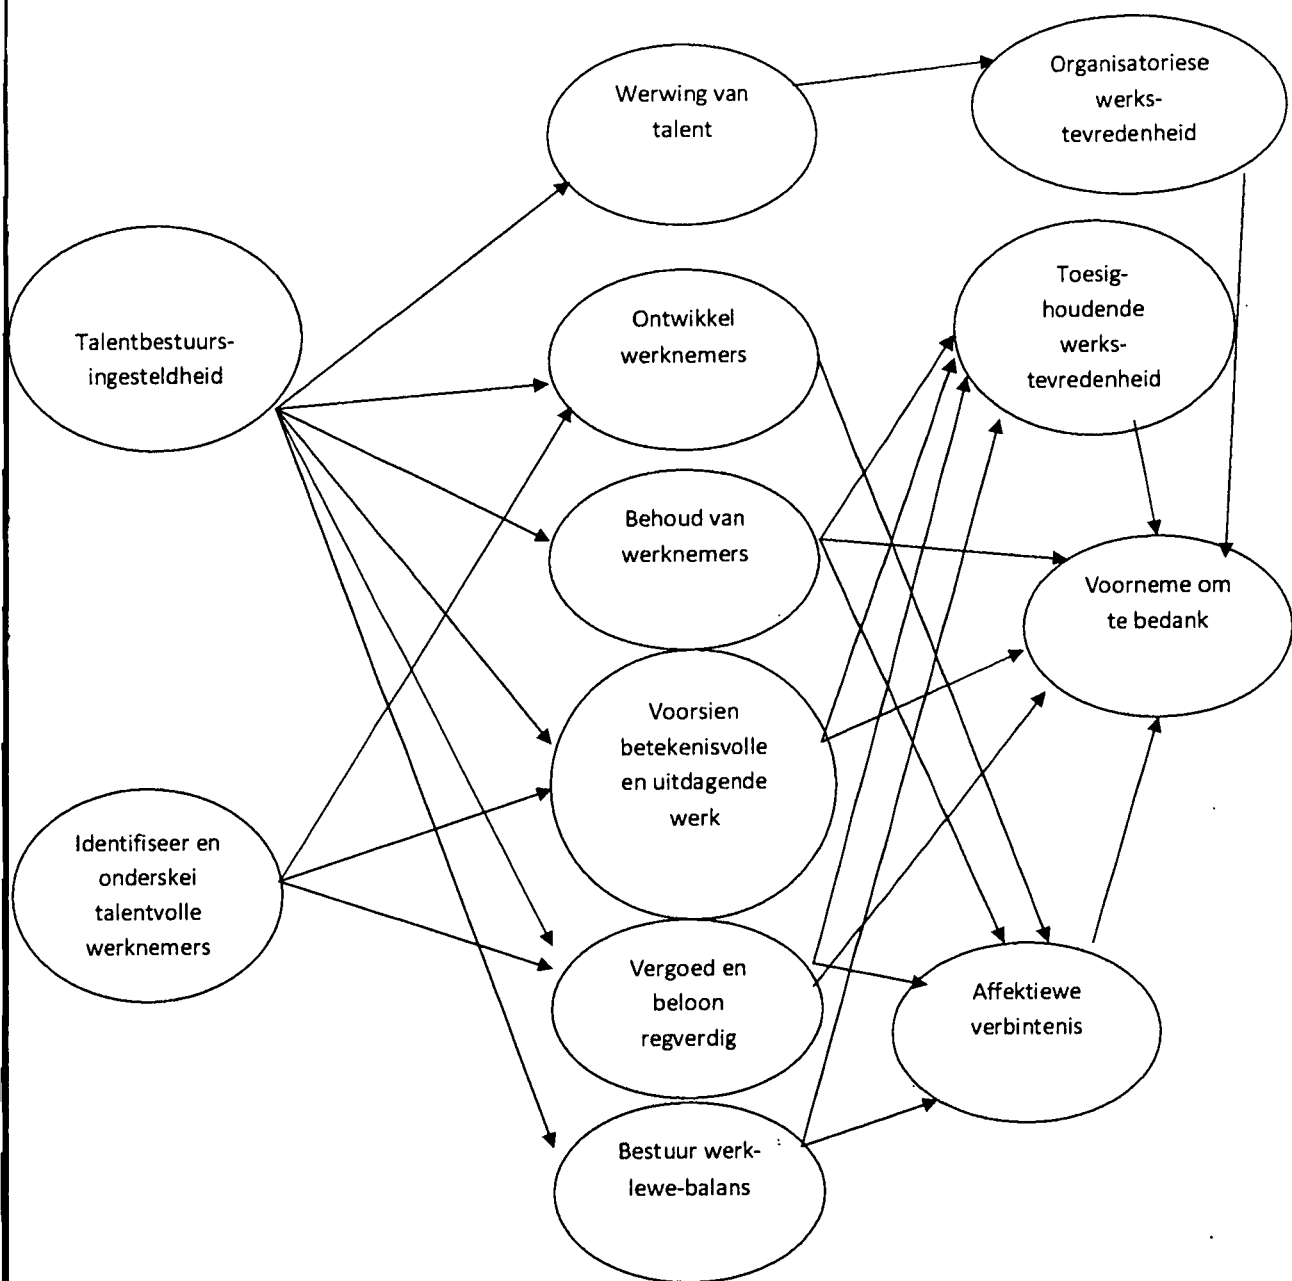 Talentbestuurs-
ingesteldheid
Identifiseer en
onderskei
talentvolle
werknemers
Werwing van
talent
Ontwikkel
werknemers
Behoud van
werknemers
Voorsien
betekenisvolle
en uitdagende
werk
Vergoed en
beloon
regverdig
Bestuur werk-
lewe-balans
Organisatoriese
werks-
tevredenheid
Toesig-
houdende
werks-
tevredenheid
Voorneme om
te bedank
Affektiewe
verbintenis